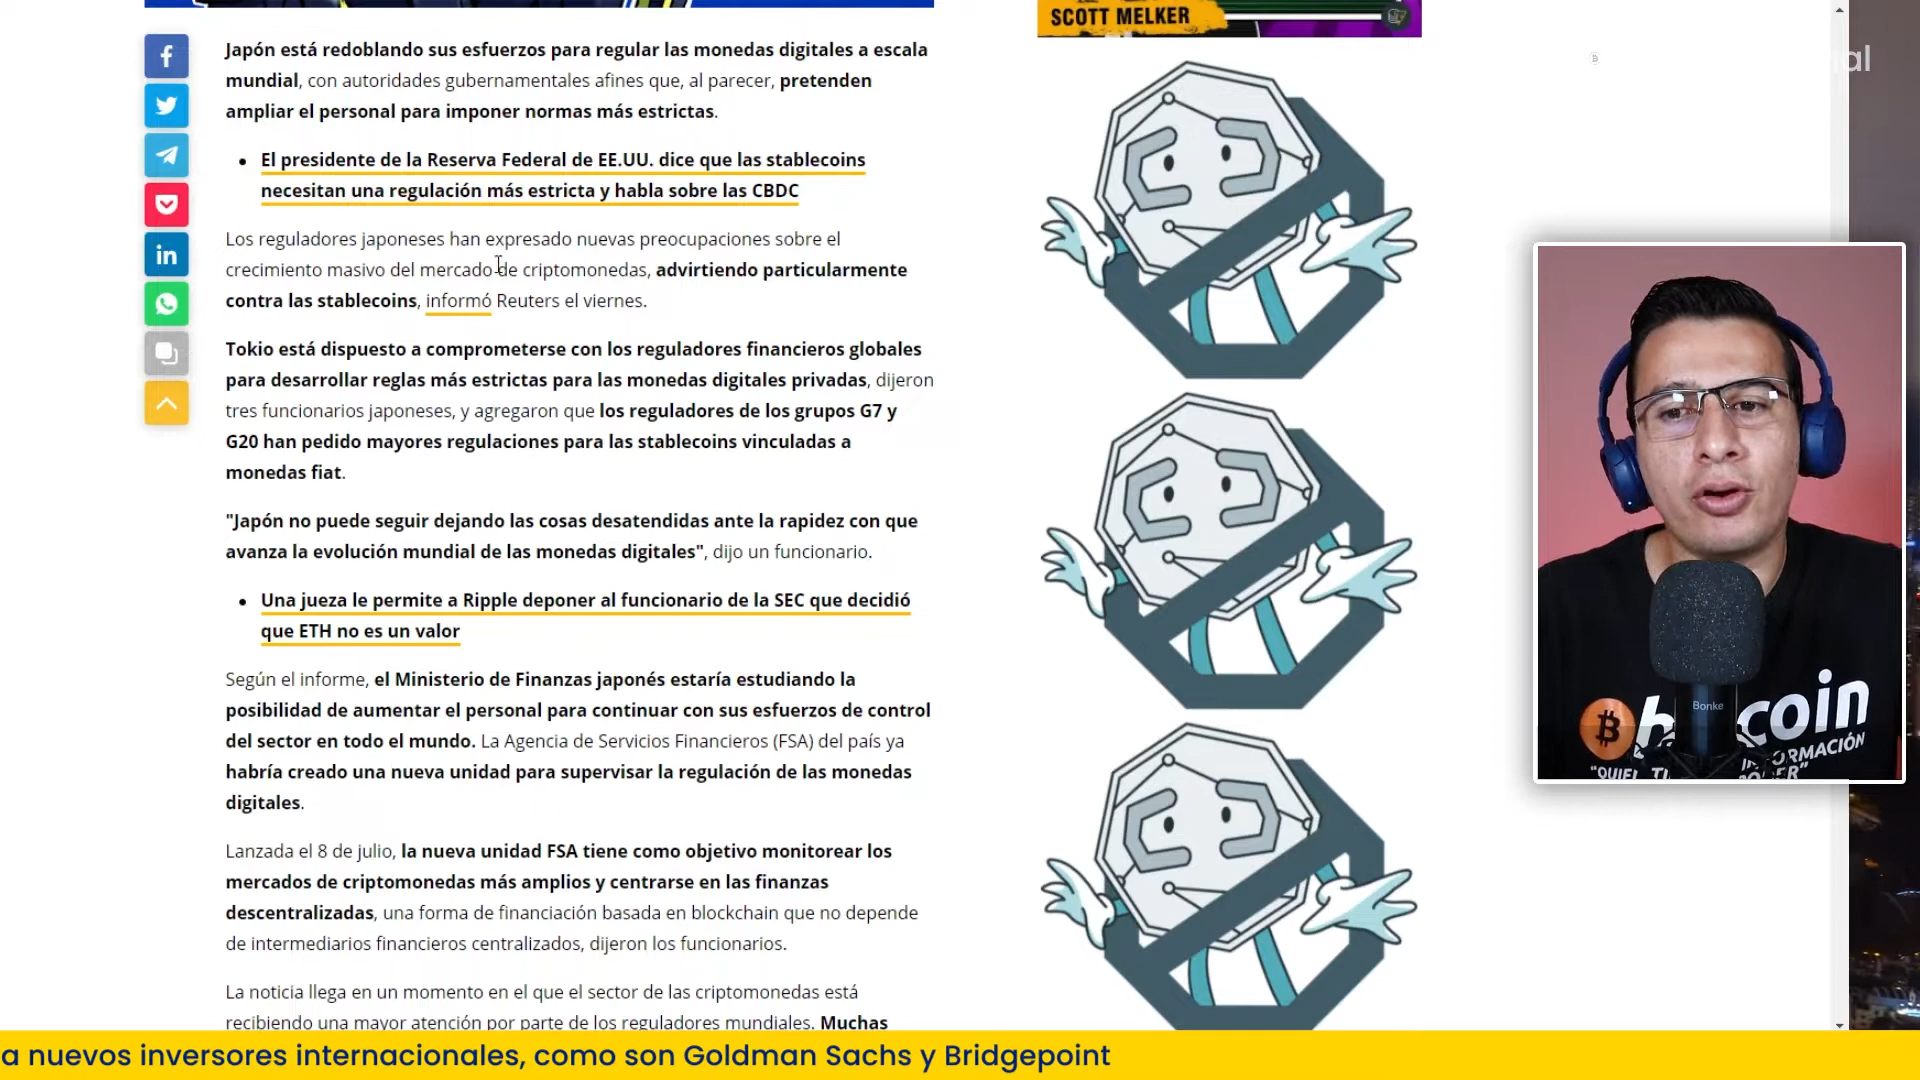 SCOTT MELKER
al
Japón está redoblando sus esfuerzos para regular las monedas digitales a escala
mundial, con autoridades gubernamentales afines que, al parecer, pretenden
ampliar el personal para imponer normas más estrictas.
• El presidente de la Reserva Federal de EE.UU. dice que las stablecoins
necesitan una regulación más estricta y habla sobre las CBDC
Los reguladores japoneses han expresado nuevas preocupaciones sobre el
crecimiento masivo del mercado de criptomonedas, advirtiendo particularmente
contra las stablecoins, informó Reuters el viernes.
Tokio está dispuesto a comprometerse con los reguladores financieros globales
para desarrollar reglas más estrictas para las monedas digitales privadas, dijeron
tres funcionarios japoneses, y agregaron que los reguladores de los grupos G7 y
G20 han pedido mayores regulaciones para las stablecoins vinculadas a
monedas fiat.
"Japón no puede seguir dejando las cosas desatendidas ante la rapidez con que
avanza la evolución mundial de las monedas digitales", dijo un funcionario.
• Una jueza le permite a Ripple deponer al funcionario de la SEC que decidió
que ETH no es un valor
Según el informe, el Ministerio de Finanzas japonés estaría estudiando la
posibilidad de aumentar el personal para continuar con sus esfuerzos de control
del sector en todo el mundo. La Agencia de Servicios Financieros (FSA) del país ya
habría creado una nueva unidad para supervisar la regulación de las monedas
digitales.
Lanzada el 8 de julio, la nueva unidad FSA tiene como objetivo monitorear los
mercados de criptomonedas más amplios y centrarse en las finanzas
descentralizadas, una forma de financiación basada en blockchain que no depende
de intermediarios financieros centralizados, dijeron los funcionarios.
La noticia llega en un momento en el que el sector de las criptomonedas está
recibiendo una mayor atención por parte de los reguladores mundiales. Muchas
Bonke
coin
a nuevos inversores internacionales, como son Goldman Sachs y Bridgepoint